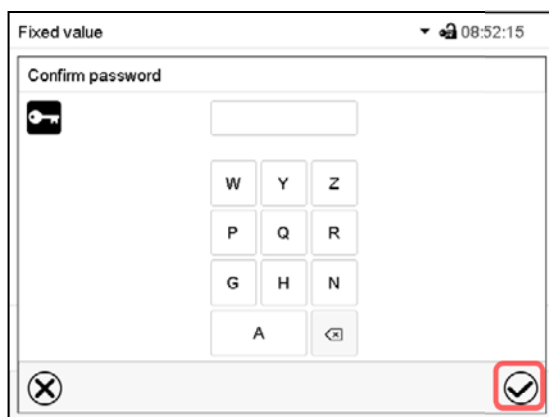 Fixed value 08:52:15
Confirm password
W Y Z
P Q R
G H N
A